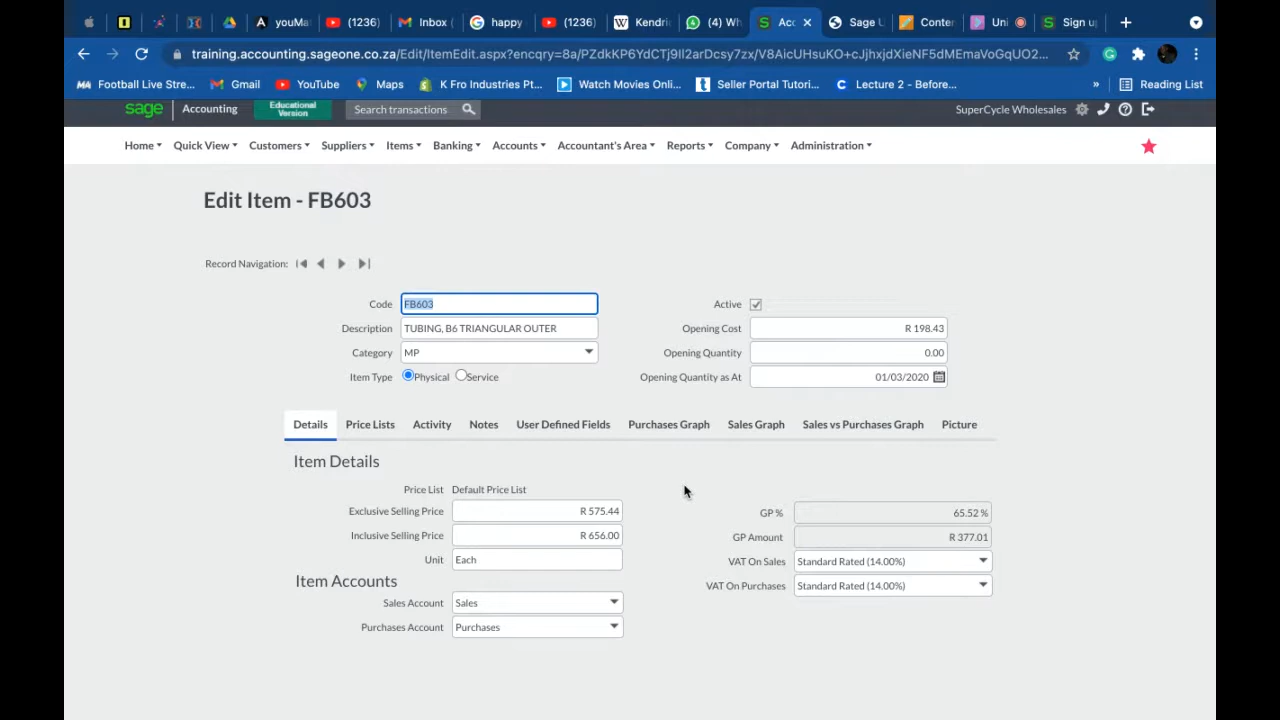 youMa (1236) Inbox ( happy (1236) Kendri (4) Wh Acc Sage U Conter Uni Sign up
training.accounting.sageone.co.za/Edit/ItemEdit.aspx?encqry=8a/PZdkKP6YdCTj9II2arDcsy7zx/V8AicUHsuKO+cJjhxjdXieNF5dMEmaVoGqUO2...
Football Live Stre... Gmail YouTube Maps K Fro Industries Pt... Watch Movies Onli... Seller Portal Tutori... Lecture 2 - Before... » Reading List
sage Accounting Educational Version Search transactions SuperCycle Wholesales
Home Quick View Customers Suppliers Items Banking Accounts Accountant's Area Reports Company Administration
Edit Item - FB603
Record Navigation:
Code FB603 Active
Description TUBING, B6 TRIANGULAR OUTER Opening Cost R 198.43
Category MP Opening Quantity 0.00
Item Type Physical Service Opening Quantity as At 01/03/2020
Details Price Lists Activity Notes User Defined Fields Purchases Graph Sales Graph Sales vs Purchases Graph Picture
Item Details
Price List Default Price List
Exclusive Selling Price R 575.44 GP % 65.52 %
Inclusive Selling Price R 656.00 GP Amount R 377.01
Unit Each VAT On Sales Standard Rated (14.00%)
Item Accounts VAT On Purchases Standard Rated (14.00%)
Sales Account Sales
Purchases Account Purchases